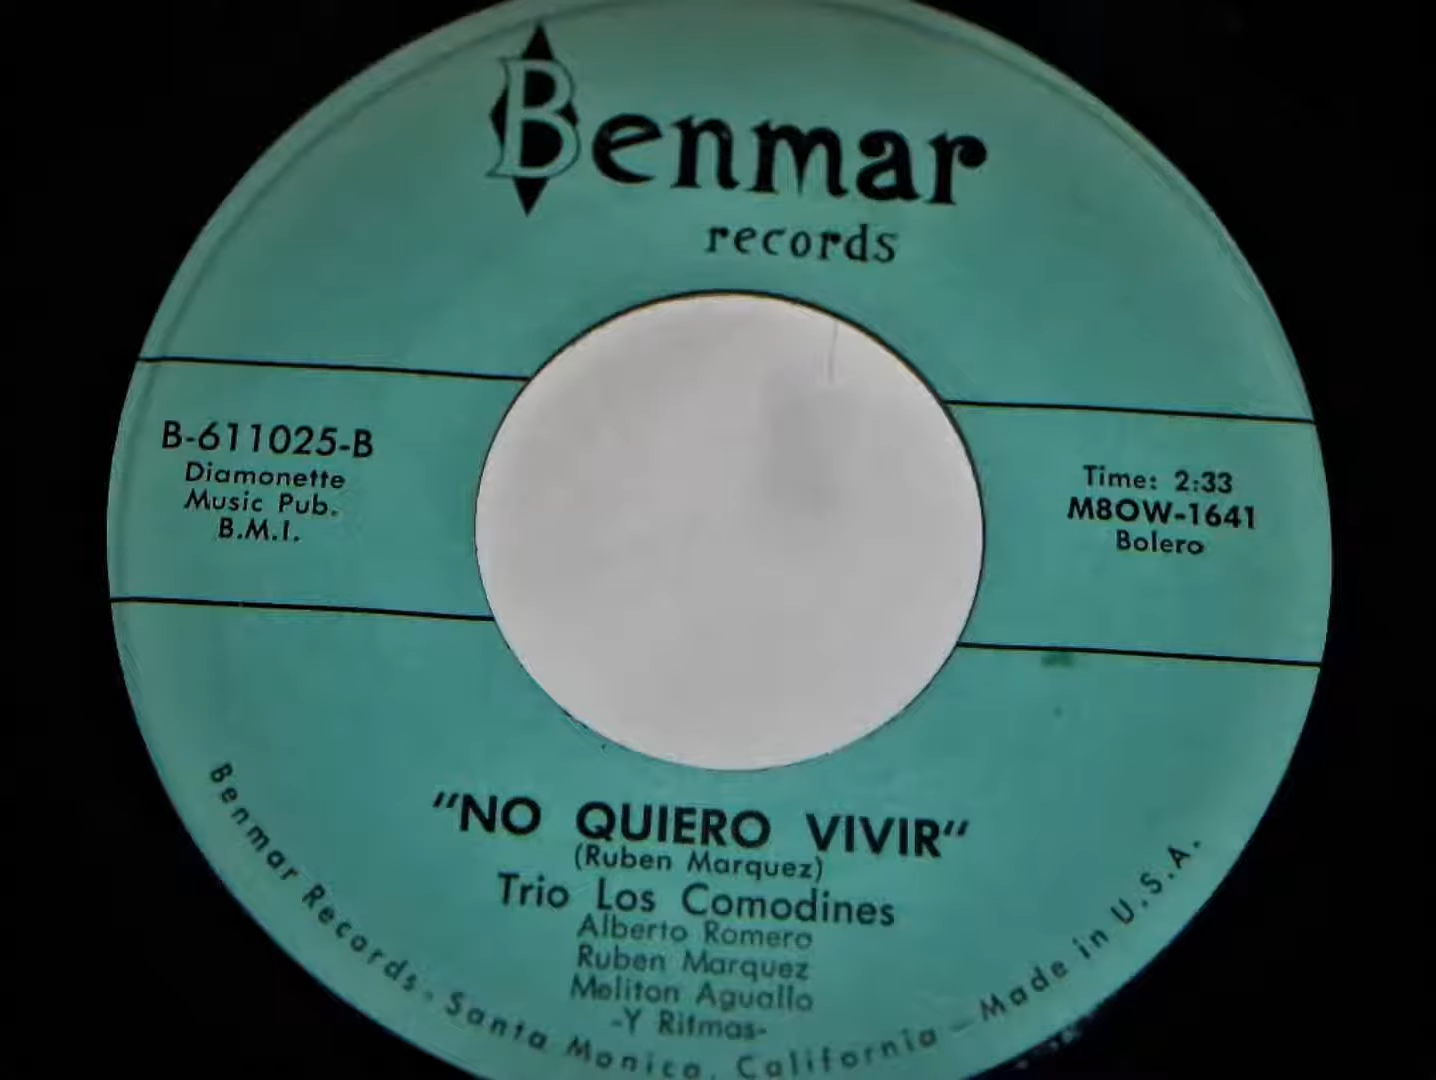 Benmar
records
B-611025-B
Diamonette
Music Pub.
B.M.I.
Time: 2:33
M8OW-1641
Bolero
"NO QUIERO VIVIR"
(Ruben Marquez)
Trio Los Comodines
Alberto Romero
Ruben Marquez
Meliton Aguallo
-Y Ritmas-
Benmar Records - Santa Monica, California - Made in U.S.A.